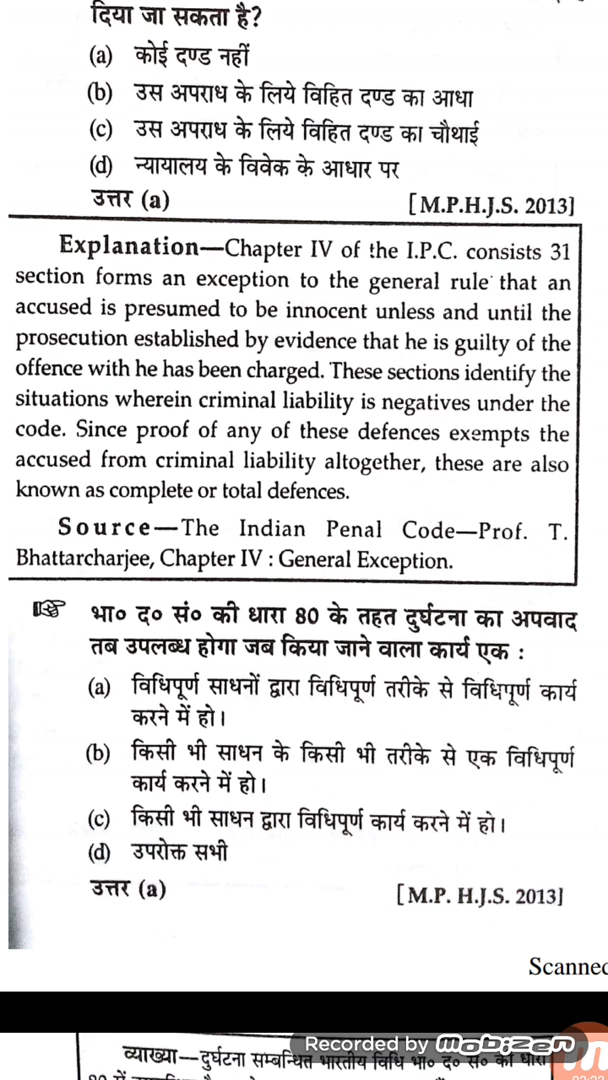 दिया जा सकता है?
(a) कोई दण्ड नहीं
(b) उस अपराध के लिये विहित दण्ड का आधा
(c) उस अपराध के लिये विहित दण्ड का चौथाई
(d) न्यायालय के विवेक के आधार पर
उत्तर (a) [M.P.H.J.S. 2013]
Explanation—Chapter IV of the I.P.C. consists 31
section forms an exception to the general rule that an
accused is presumed to be innocent unless and until the
prosecution established by evidence that he is guilty of the
offence with he has been charged. These sections identify the
situations wherein criminal liability is negatives under the
code. Since proof of any of these defences exempts the
accused from criminal liability altogether, these are also
known as complete or total defences.
Source—The Indian Penal Code—Prof. T.
Bhattarcharjee, Chapter IV : General Exception.
भा० द० सं० की धारा 80 के तहत दुर्घटना का अपवाद
तब उपलब्ध होगा जब किया जाने वाला कार्य एक :
(a) विधिपूर्ण साधनों द्वारा विधिपूर्ण तरीके से विधिपूर्ण कार्य
करने में हो।
(b) किसी भी साधन के किसी भी तरीके से एक विधिपूर्ण
कार्य करने में हो।
(c) किसी भी साधन द्वारा विधिपूर्ण कार्य करने में हो।
(d) उपरोक्त सभी
उत्तर (a) [M.P. H.J.S. 2013]
Scanned
Recorded by Mobizen
व्याख्या—दुर्घटना सम्बन्धित भारतीय विधि भा० द० सं० की धारा